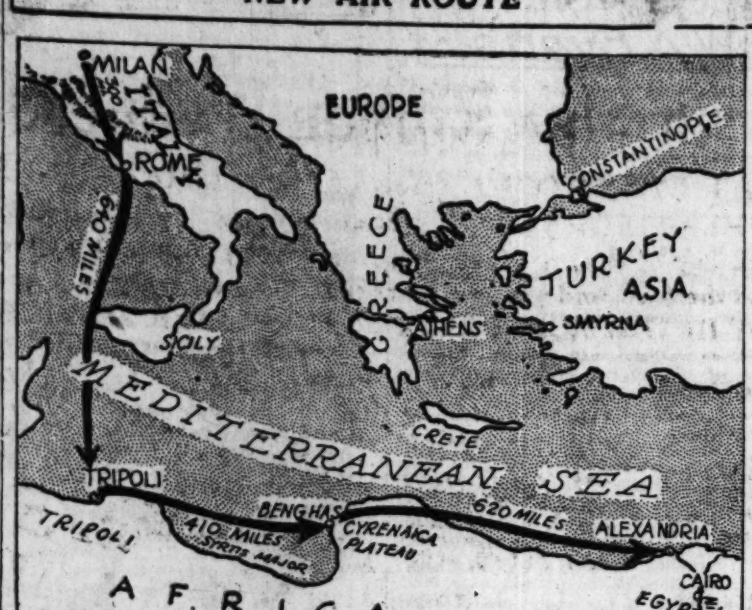 NEW AIR ROUTE
MILAN
ITALY
EUROPE
CONSTANTINOPLE
ROME
640 MILES
GREECE
TURKEY
ASIA
SICILY
ATHENS
SMYRNA
MEDITERRANEAN SEA
CRETE
TRIPOLI
BENGHASI
620 MILES
TRIPOLI
410 MILES
SYRTIS MAJOR
CYRENAICA
PLATEAU
ALEXANDRIA
CAIRO
AFRICA